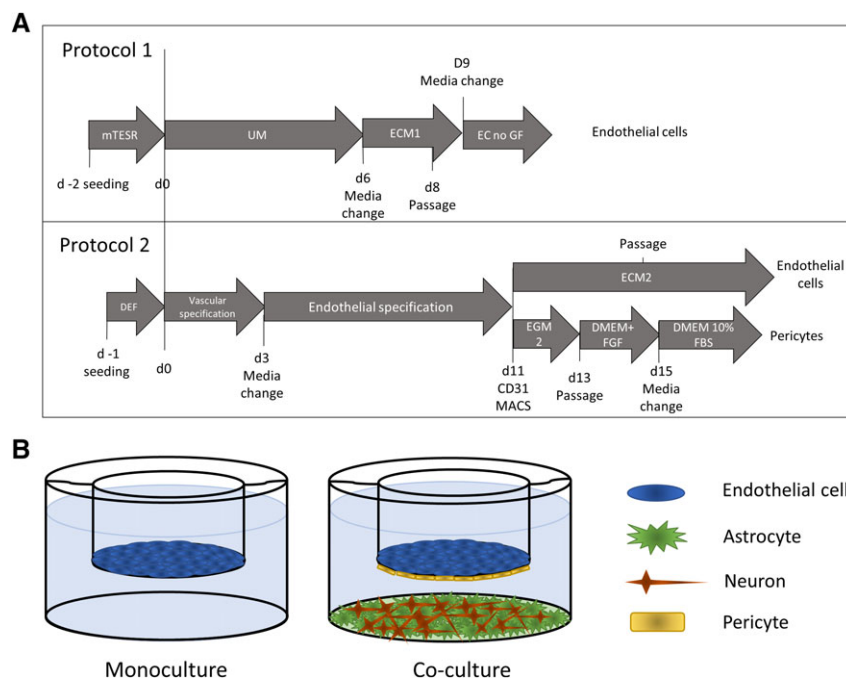 A
Protocol 1
D9
Media change
mTESR
UM
ECM1
EC no GF
Endothelial cells
d -2 seeding
d0
d6
Media
change
d8
Passage
Protocol 2
Passage
ECM2
Endothelial
cells
DEF
Vascular
specification
Endothelial specification
EGM
2
DMEM+
FGF
DMEM 10%
FBS
Pericytes
d -1
seeding
d0
d3
Media
change
d11
CD31
MACS
d13
Passage
d15
Media
change
B
Endothelial cell
Astrocyte
Neuron
Pericyte
Monoculture
Co-culture